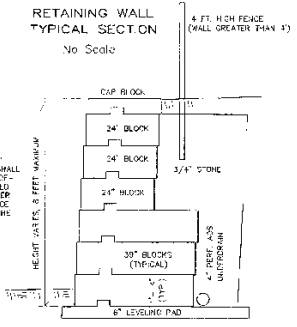 RETAINING WALL
TYPICAL SECTION
No Scale
4 FT. HIGH FENCE
(WALL GREATER THAN 4')
CAP BLOCK
24" BLOCK
24" BLOCK
24" BLOCK
3/4" STONE
HEIGHT VARIES, 8 FEET MAXIMUM
39" BLOCKS
(TYPICAL)
4" PERF. ADS
UNDERDRAIN
6" LEVELING PAD